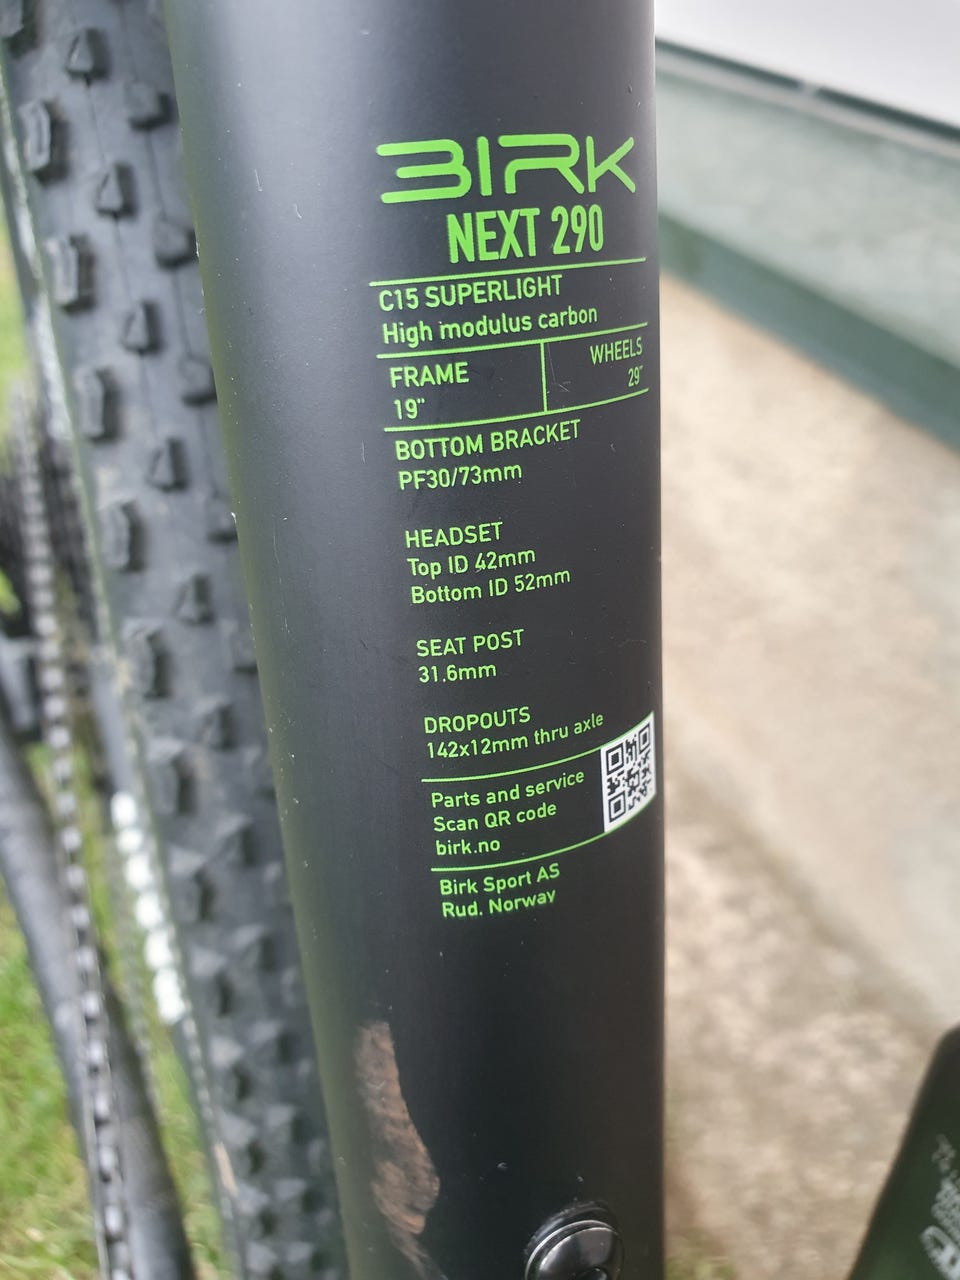 BIRK
NEXT 290
C15 SUPERLIGHT
High modulus carbon
FRAME
19"
WHEELS
29"
BOTTOM BRACKET
PF30/73mm
HEADSET
Top ID 42mm
Bottom ID 52mm
SEAT POST
31.6mm
DROPOUTS
142x12mm thru axle
Parts and service
Scan QR code
birk.no
Birk Sport AS
Rud. Norway